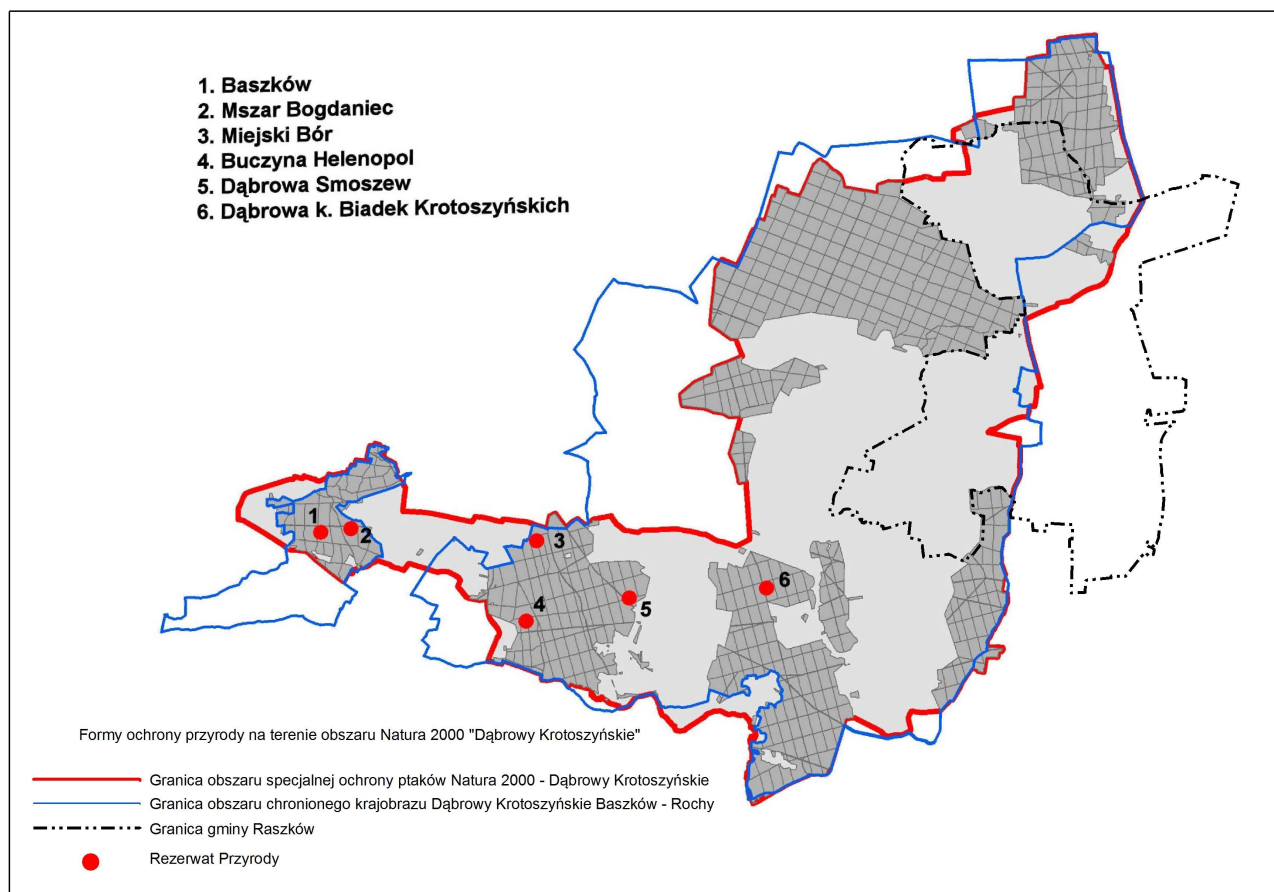 1. Baszków
2. Mszar Bogdaniec
3. Miejski Bór
4. Buczyna Helenopol
5. Dąbrowa Smoszew
6. Dąbrowa k. Biadek Krotoszyńskich
1
2
3
4
5
6
Formy ochrony przyrody na terenie obszaru Natura 2000 "Dąbrowy Krotoszyńskie"
Granica obszaru specjalnej ochrony ptaków Natura 2000 - Dąbrowy Krotoszyńskie
Granica obszaru chronionego krajobrazu Dąbrowy Krotoszyńskie Baszków - Rochy
Granica gminy Raszków
Rezerwat Przyrody